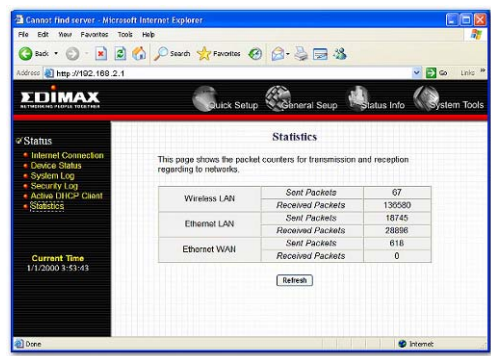 Cannot find server - Microsoft Internet Explorer
File Edit View Favorites Tools Help
Back Search Favorites
Address http://192.168.2.1 Go Links »
EDIMAX
NETWORKING PEOPLE TOGETHER
Quick Setup General Seup Status Info System Tools
Status
Internet Connection
Device Status
System Log
Security Log
Active DHCP Client
Statistics
Current Time
1/1/2000 3:53:43
Statistics
This page shows the packet counters for transmission and reception
regarding to networks.
Wireless LAN Sent Packets 67
Received Packets 136580
Ethernet LAN Sent Packets 18745
Received Packets 28896
Ethernet WAN Sent Packets 618
Received Packets 0
Refresh
Done Internet